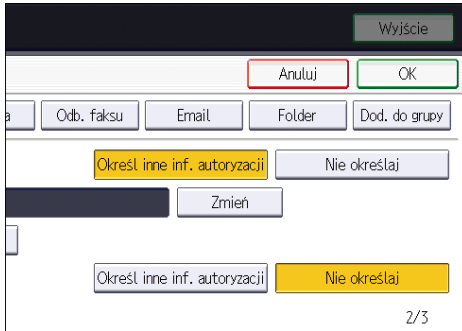 Wyjście
Anuluj OK
a Odb. faksu Email Folder Dod. do grupy
Określ inne inf. autoryzacji Nie określaj
Zmień
Określ inne inf. autoryzacji Nie określaj
2/3